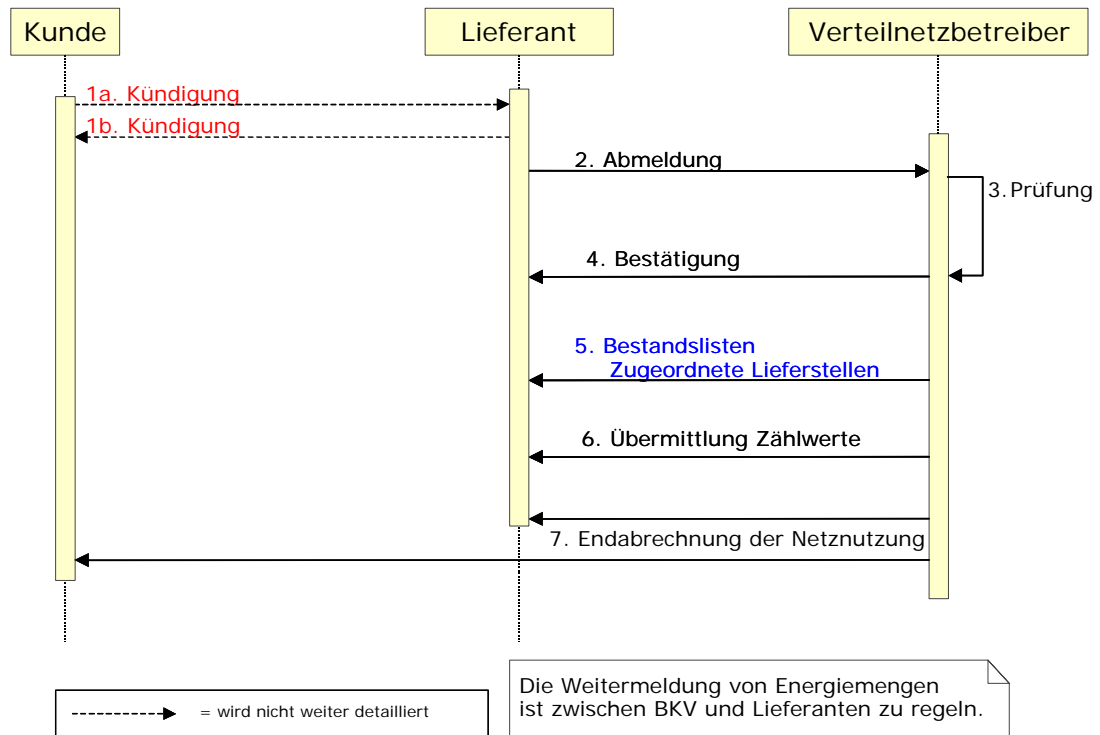 Kunde
Lieferant
Verteilnetzbetreiber
1a. Kündigung
1b. Kündigung
2. Abmeldung
3. Prüfung
4. Bestätigung
5. Bestandslisten
Zugeordnete Lieferstellen
6. Übermittlung Zählwerte
7. Endabrechnung der Netznutzung
= wird nicht weiter detailliert
Die Weitermeldung von Energiemengen
ist zwischen BKV und Lieferanten zu regeln.